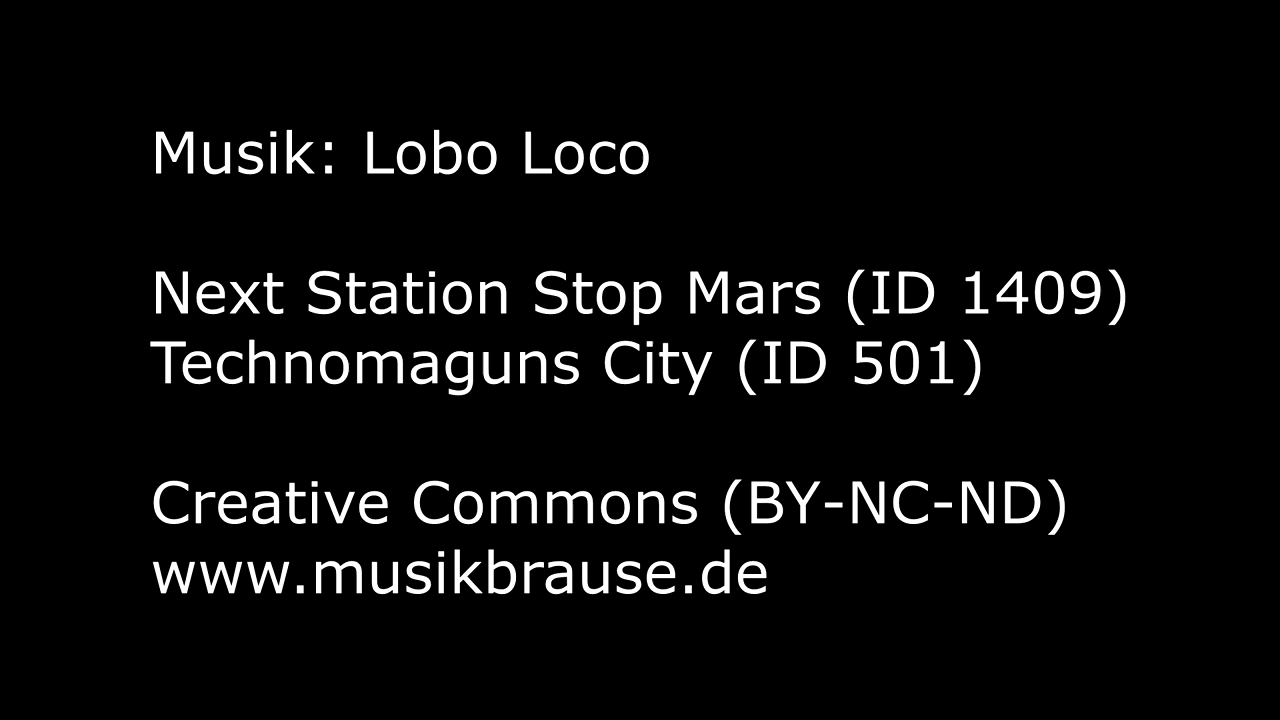 Musik: Lobo Loco
Next Station Stop Mars (ID 1409)
Technomaguns City (ID 501)
Creative Commons (BY-NC-ND)
www.musikbrause.de